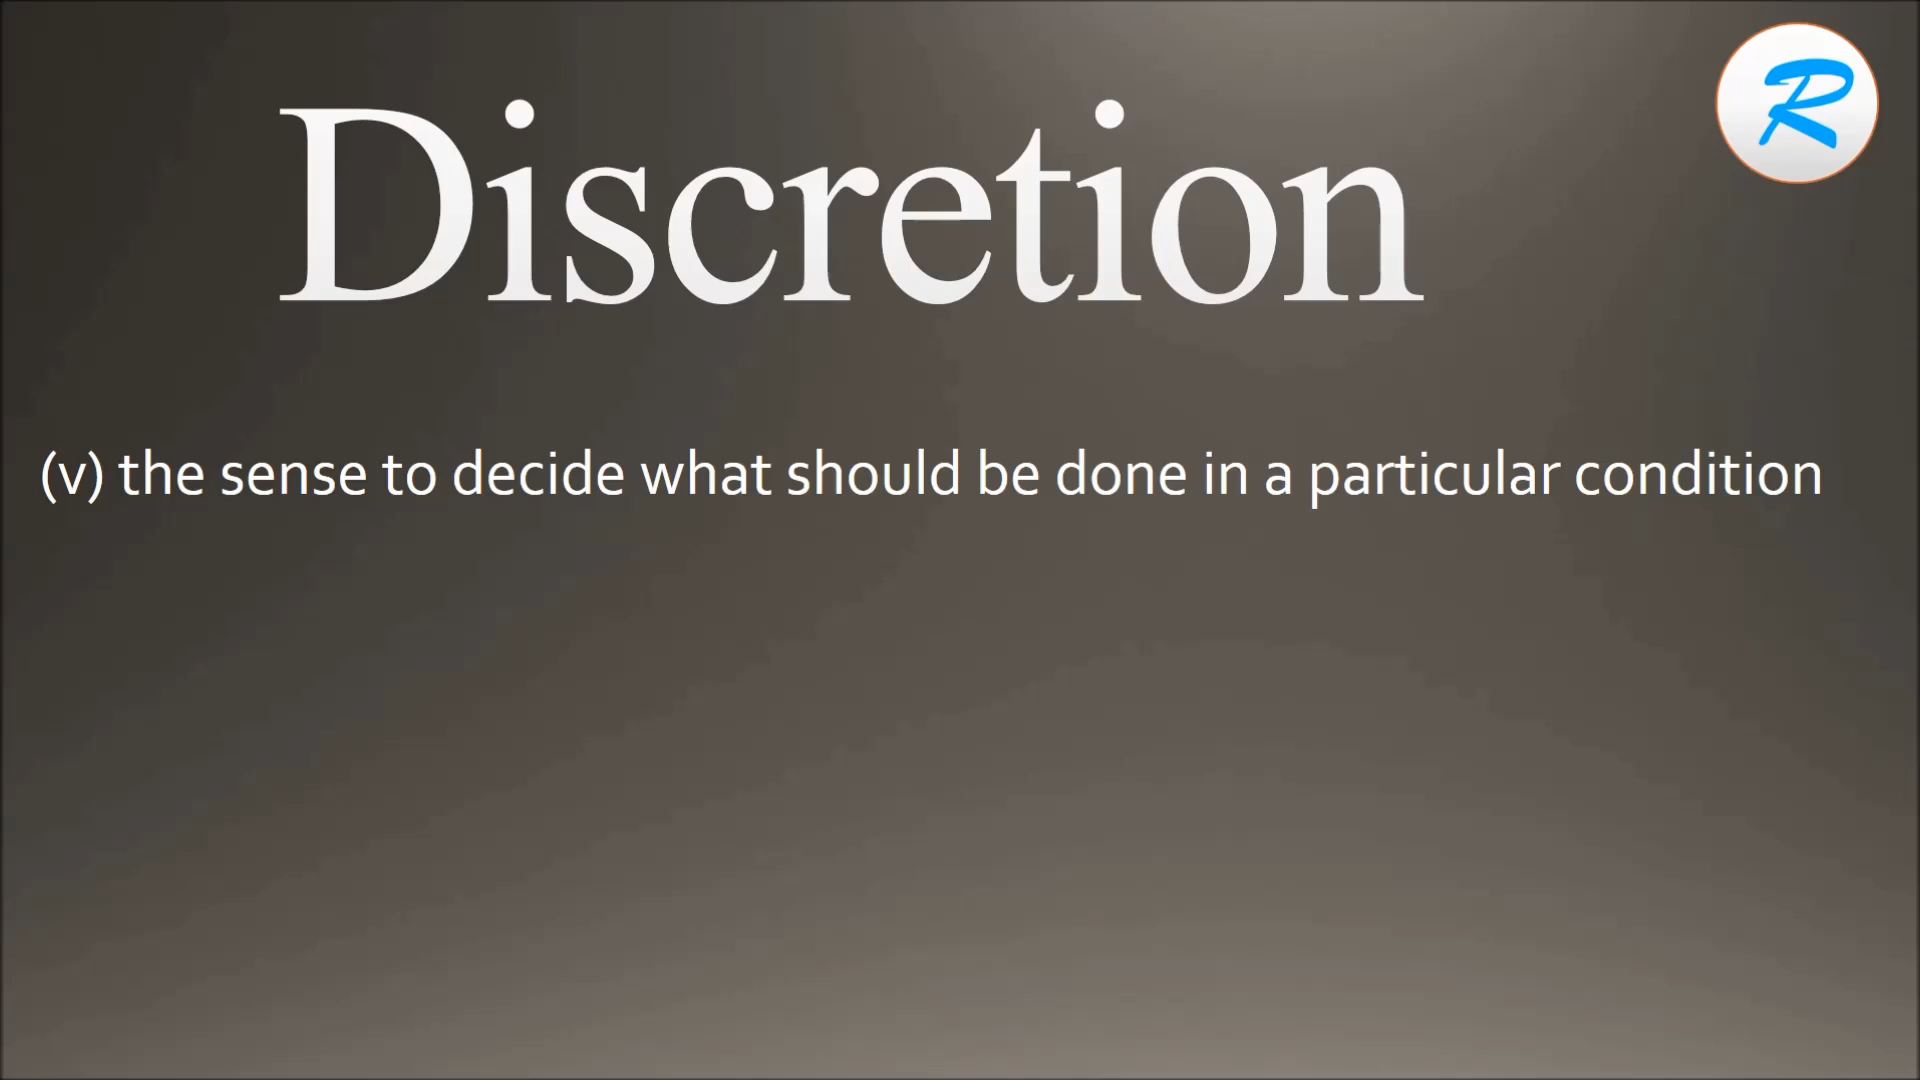 R
Discretion
(v) the sense to decide what should be done in a particular condition